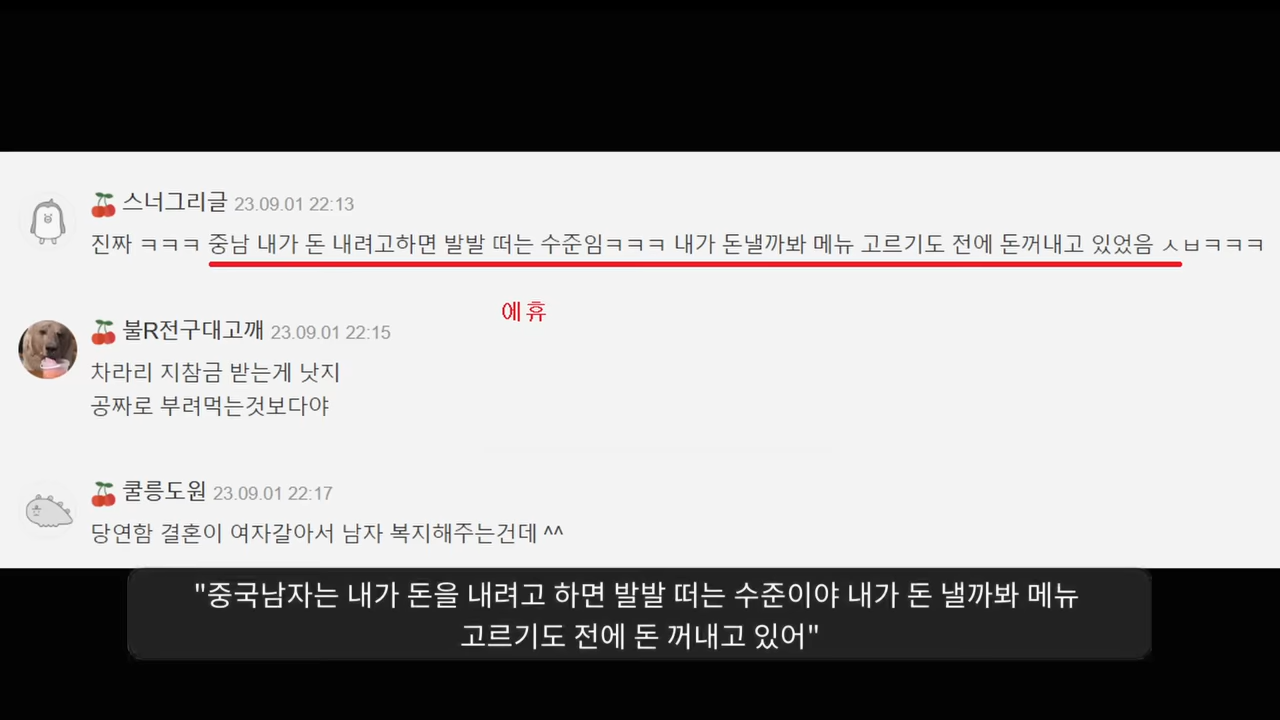 스너그리글 23.09.01 22:13
진짜 ㅋㅋㅋ 중남 내가 돈 내려고하면 발발 떠는 수준임ㅋㅋㅋ 내가 돈낼까봐 메뉴 고르기도 전에 돈꺼내고 있었음 ㅅㅂㅋㅋㅋ
에휴
불R전구대고깨 23.09.01 22:15
차라리 지참금 받는게 낫지
공짜로 부려먹는것보다야
쿨릉도원 23.09.01 22:17
당연함 결혼이 여자갈아서 남자 복지해주는건데 ^^
"중국남자는 내가 돈을 내려고 하면 발발 떠는 수준이야 내가 돈 낼까봐 메뉴
고르기도 전에 돈 꺼내고 있어"